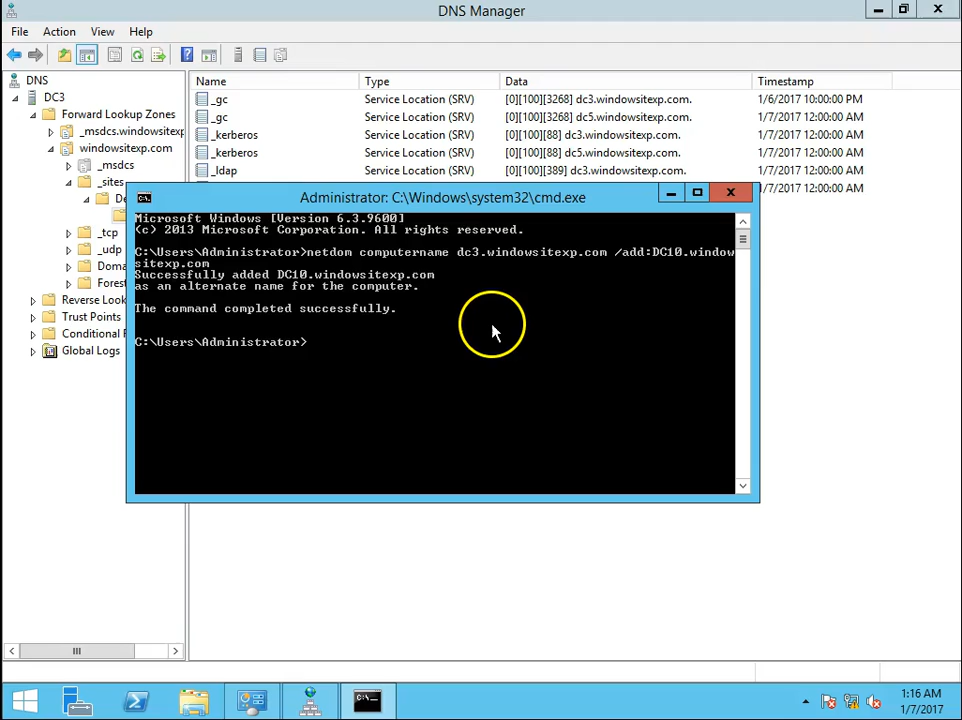 DNS Manager
File Action View Help
DNS
DC3
Forward Lookup Zones
_msdcs.windowsitexp
windowsitexp.com
_msdcs
_sites
De
_tcp
_udp
Doma
Forest
Reverse Looku
Trust Points
Conditional F
Global Logs
Name Type Data Timestamp
_gc Service Location (SRV) [0][100][3268] dc3.windowsitexp.com. 1/6/2017 10:00:00 PM
_gc Service Location (SRV) [0][100][3268] dc5.windowsitexp.com. 1/7/2017 12:00:00 AM
_kerberos Service Location (SRV) [0][100][88] dc3.windowsitexp.com. 1/7/2017 12:00:00 AM
_kerberos Service Location (SRV) [0][100][88] dc5.windowsitexp.com. 1/7/2017 12:00:00 AM
_ldap Service Location (SRV) [0][100][389] dc3.windowsitexp.com. 1/7/2017 12:00:00 AM
1/7/2017 12:00:00 AM
Administrator: C:\Windows\system32\cmd.exe
Microsoft Windows [Version 6.3.9600]
(c) 2013 Microsoft Corporation. All rights reserved.
C:\Users\Administrator>netdom computername dc3.windowsitexp.com /add:DC10.window
sitexp.com
Successfully added DC10.windowsitexp.com
as an alternate name for the computer.
The command completed successfully.
C:\Users\Administrator>
1:16 AM
1/7/2017